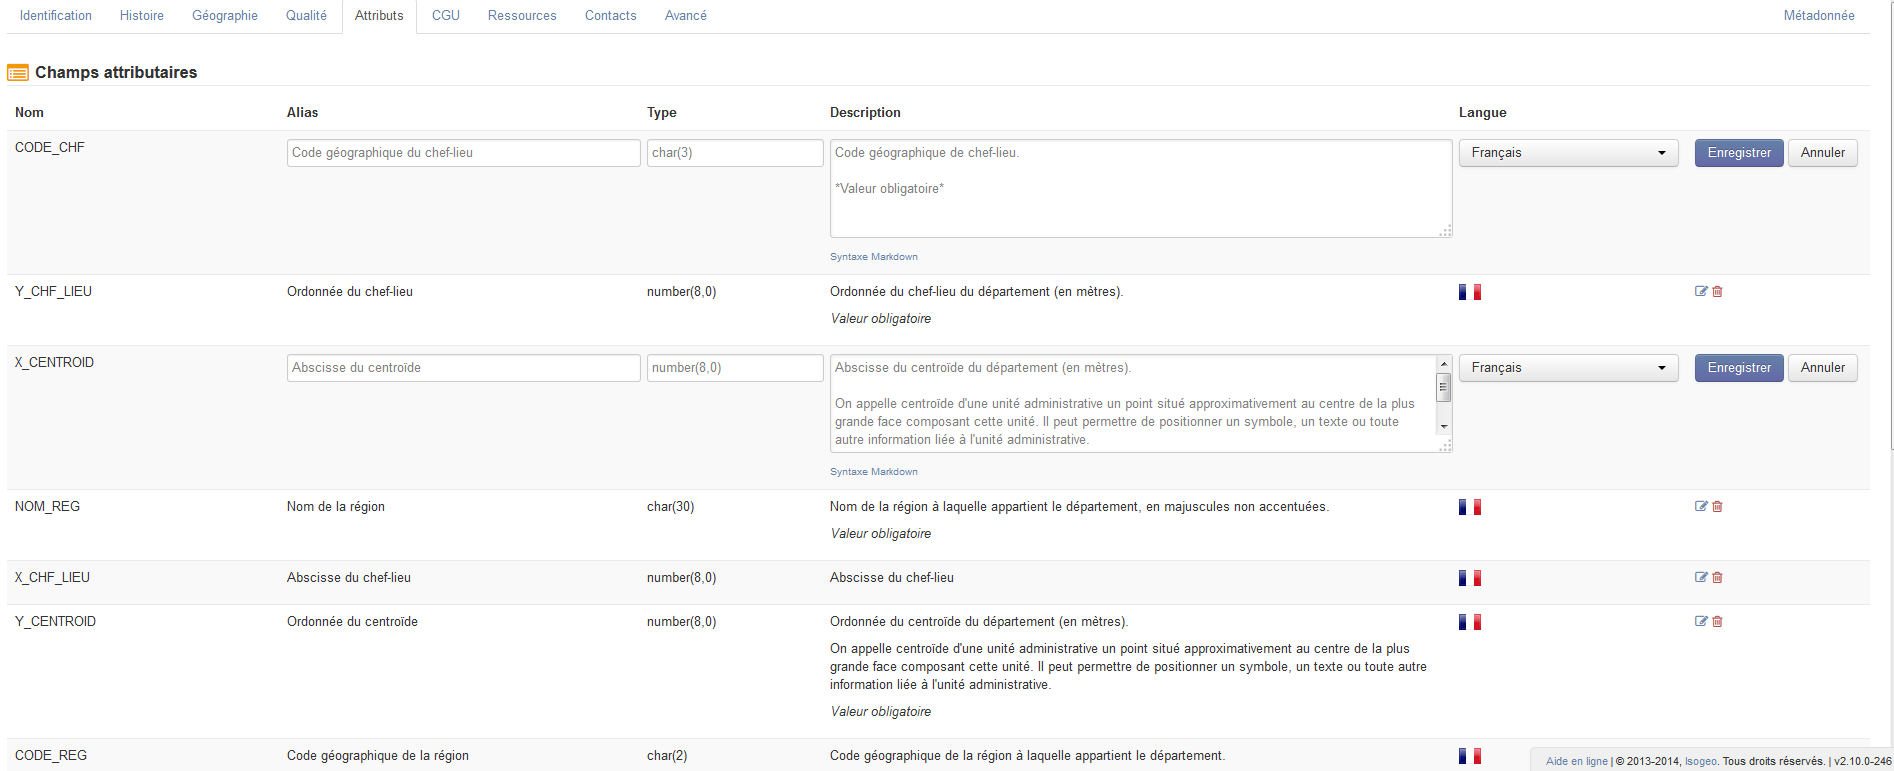 Identification Histoire Géographie Qualité Attributs CGU Ressources Contacts Avancé Métadonnée
Champs attributaires
Nom Alias Type Description Langue
CODE_CHF Code géographique du chef-lieu char(3) Code géographique de chef-lieu. Français Enregistrer Annuler
*Valeur obligatoire*
Syntaxe Markdown
Y_CHF_LIEU Ordonnée du chef-lieu number(8,0) Ordonnée du chef-lieu du département (en mètres).
Valeur obligatoire
X_CENTROID Abscisse du centroïde number(8,0) Abscisse du centroïde du département (en mètres). Français Enregistrer Annuler
On appelle centroïde d'une unité administrative un point situé approximativement au centre de la plus
grande face composant cette unité. Il peut permettre de positionner un symbole, un texte ou toute
autre information liée à l'unité administrative.
Syntaxe Markdown
NOM_REG Nom de la région char(30) Nom de la région à laquelle appartient le département, en majuscules non accentuées.
Valeur obligatoire
X_CHF_LIEU Abscisse du chef-lieu number(8,0) Abscisse du chef-lieu
Y_CENTROID Ordonnée du centroïde number(8,0) Ordonnée du centroïde du département (en mètres).
On appelle centroïde d'une unité administrative un point situé approximativement au centre de la plus
grande face composant cette unité. Il peut permettre de positionner un symbole, un texte ou toute autre
information liée à l'unité administrative.
Valeur obligatoire
CODE_REG Code géographique de la région char(2) Code géographique de la région à laquelle appartient le département.
Aide en ligne | © 2013-2014, Isogeo. Tous droits réservés. | v2.10.0-246